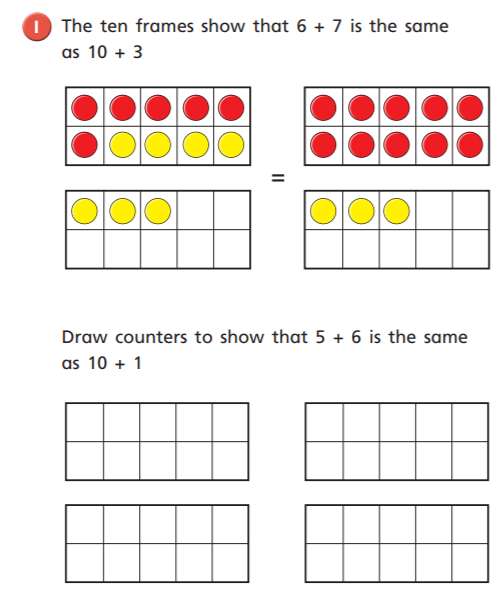 1 The ten frames show that 6 + 7 is the same
as 10 + 3
=
Draw counters to show that 5 + 6 is the same
as 10 + 1